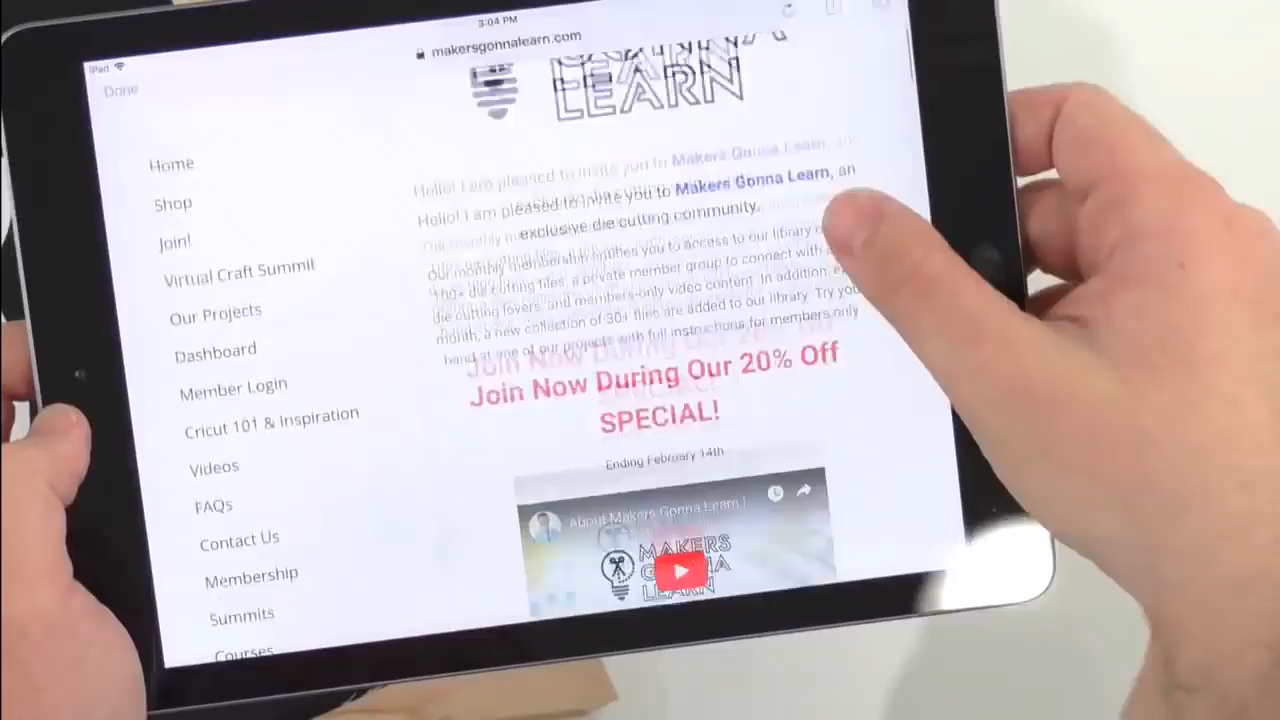 3:04 PM
iPad
makersgonnalearn.com
Done
LEARN
Home
Shop
Join!
Virtual Craft Summit
Our Projects
Dashboard
Member Login
Cricut 101 & Inspiration
Videos
FAQs
Contact Us
Membership
Summits
Courses
Hello! I am pleased to invite you to Makers Gonna Learn, an
exclusive die cutting community.
Our monthly membership entitles you to access to our library
die cutting files, a private member group to connect with
die cutting lovers, and members-only video content. In addition,
month, a new collection of 30+ files are added to our library. Try
hand at one of our projects with full instructions for members only
Join Now During Our 20% Off
SPECIAL!
Ending February 14th
About Makers Gonna Learn |
MAKERS
GONNA
LEARN